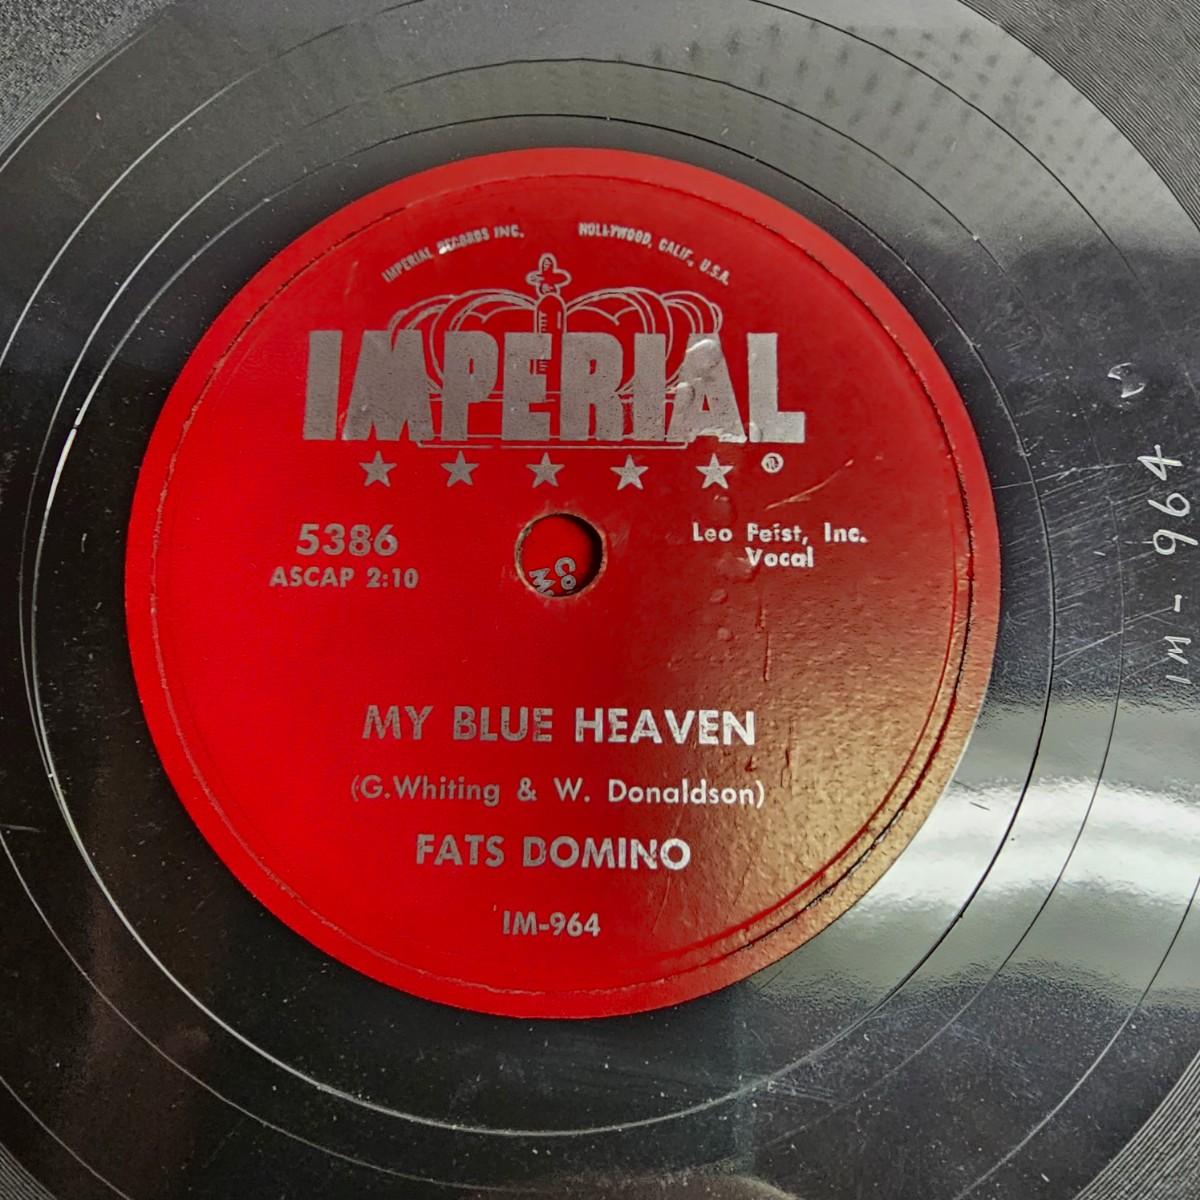 IMPERIAL RECORDS INC. HOLLYWOOD, CALIF., U.S.A.
IMPERIAL
®
5386
ASCAP 2:10
Leo Feist, Inc.
Vocal
Co
M
MY BLUE HEAVEN
(G.Whiting & W. Donaldson)
FATS DOMINO
IM-964
IM - 964